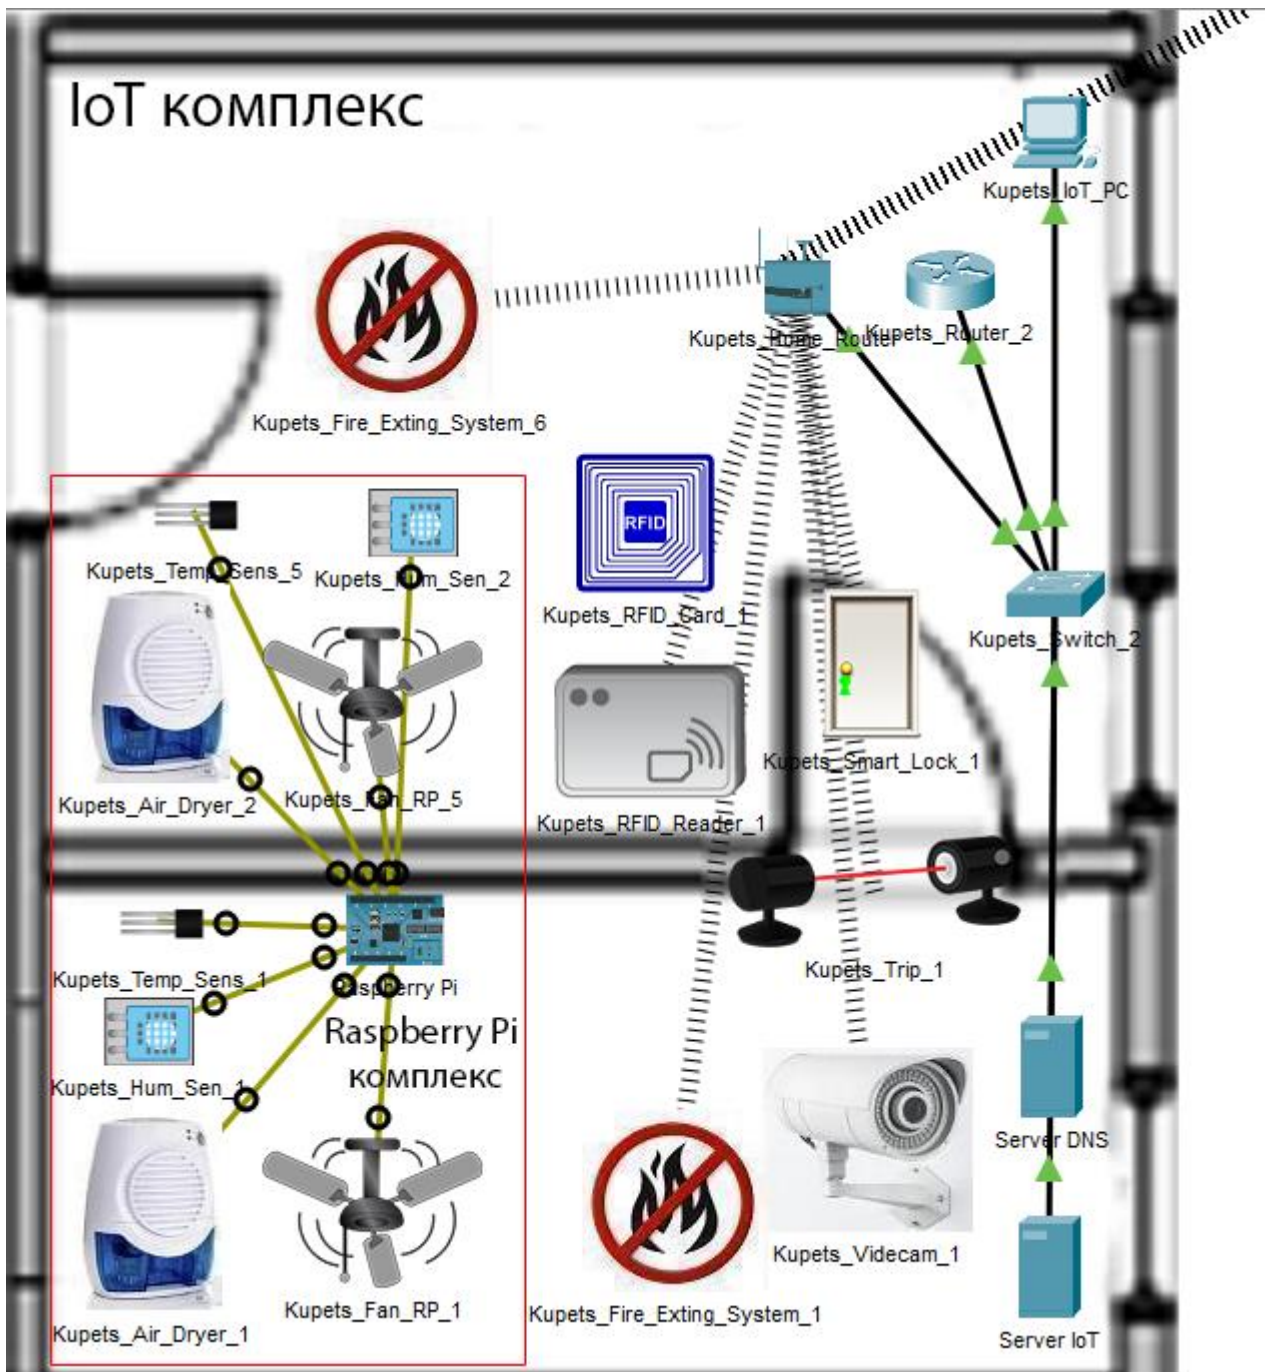 IoT комплекс
Kupets_IoT_PC
Kupets_Home_Router
Kupets_Router_2
Kupets_Fire_Exting_System_6
RFID
Kupets_Temp_Sens_5
Kupets_Hum_Sen_2
Kupets_RFID_Card_1
Kupets_Switch_2
Kupets_Smart_Lock_1
Kupets_Air_Dryer_2
Kupets_Fan_RP_5
Kupets_RFID_Reader_1
Kupets_Temp_Sens_1
Kupets_Trip_1
Raspberry Pi
Raspberry Pi
комплекс
Kupets_Hum_Sen_1
Server DNS
Kupets_Videcam_1
Kupets_Fan_RP_1
Kupets_Fire_Exting_System_1
Kupets_Air_Dryer_1
Server IoT